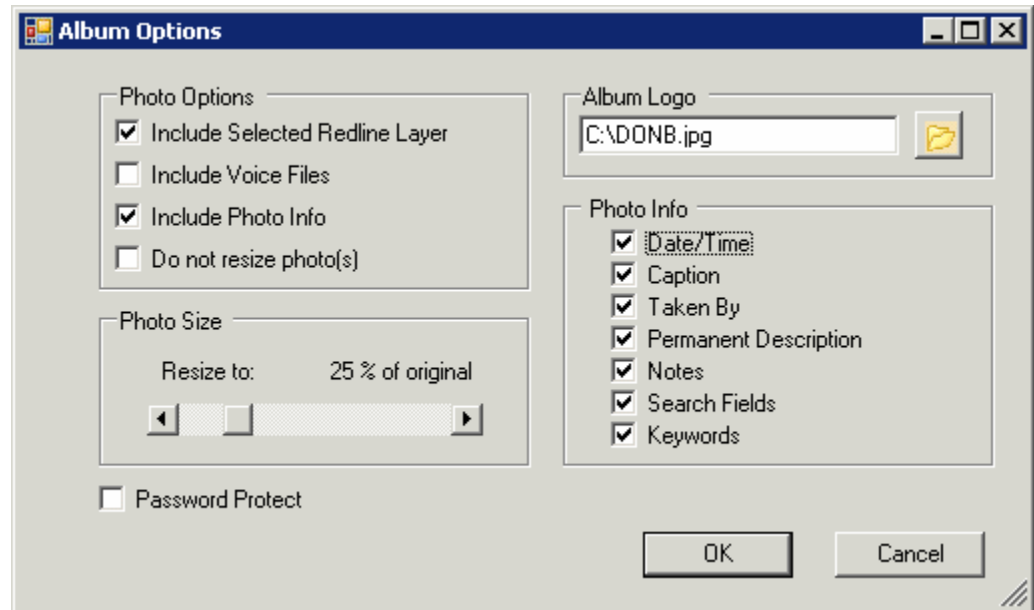 Album Options
Photo Options
Include Selected Redline Layer
Include Voice Files
Include Photo Info
Do not resize photo(s)
Photo Size
Resize to: 25 % of original
Password Protect
Album Logo
C:\DONB.jpg
Photo Info
Date/Time
Caption
Taken By
Permanent Description
Notes
Search Fields
Keywords
OK Cancel